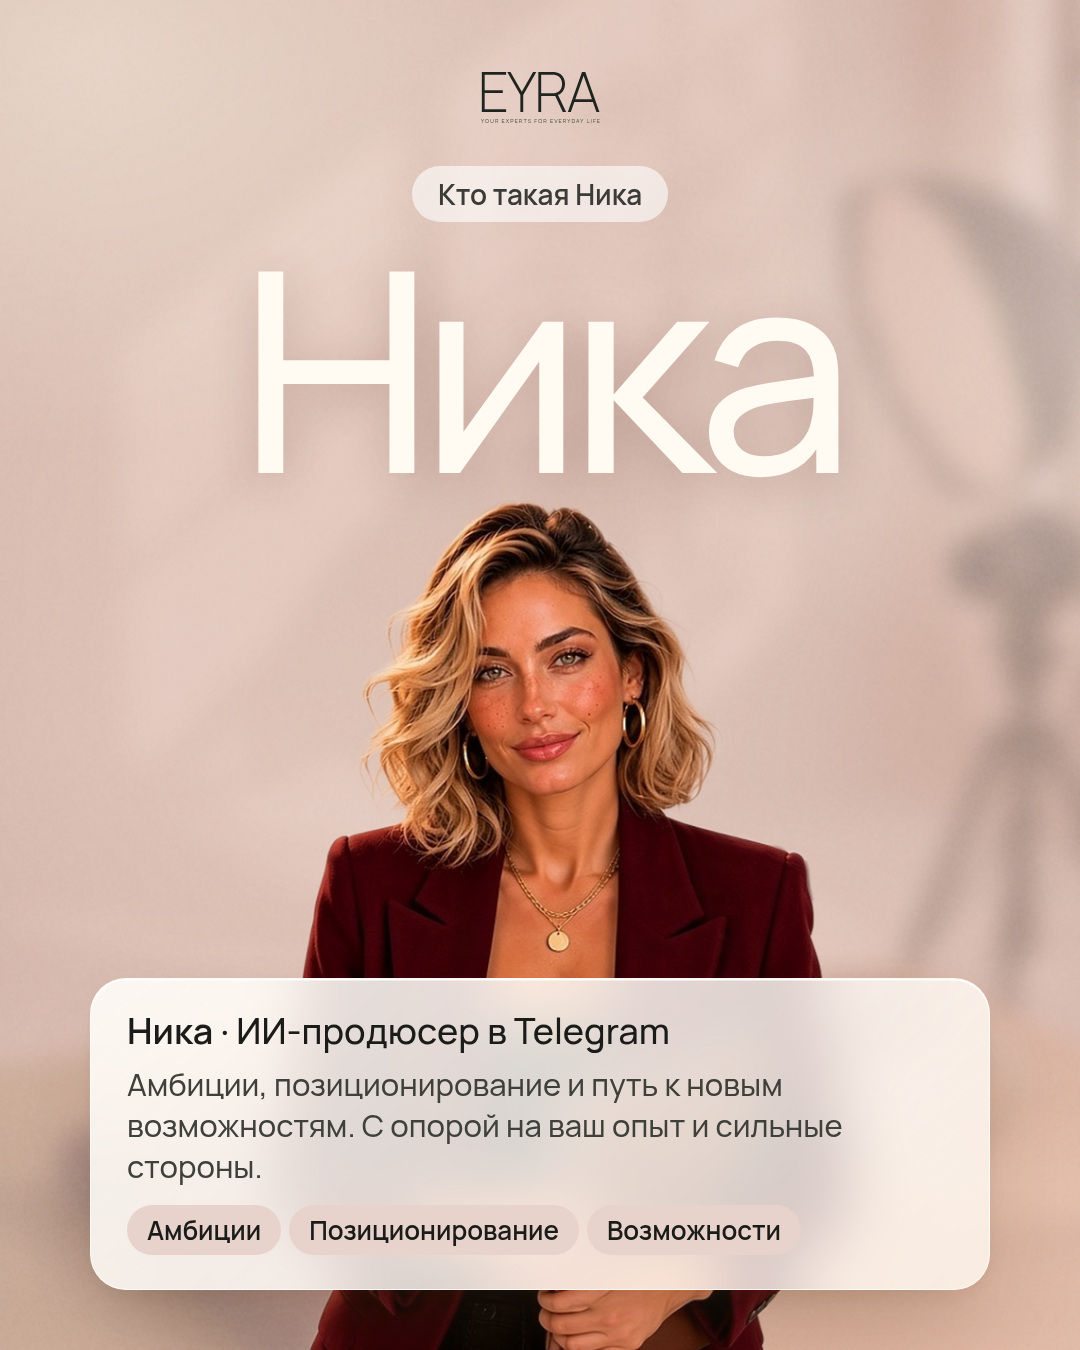 EYRA
YOUR EXPERTS FOR EVERYDAY LIFE
Кто такая Ника
Ника
Ника · ИИ-продюсер в Telegram
Амбиции, позиционирование и путь к новым
возможностям. С опорой на ваш опыт и сильные
стороны.
Амбиции Позиционирование Возможности